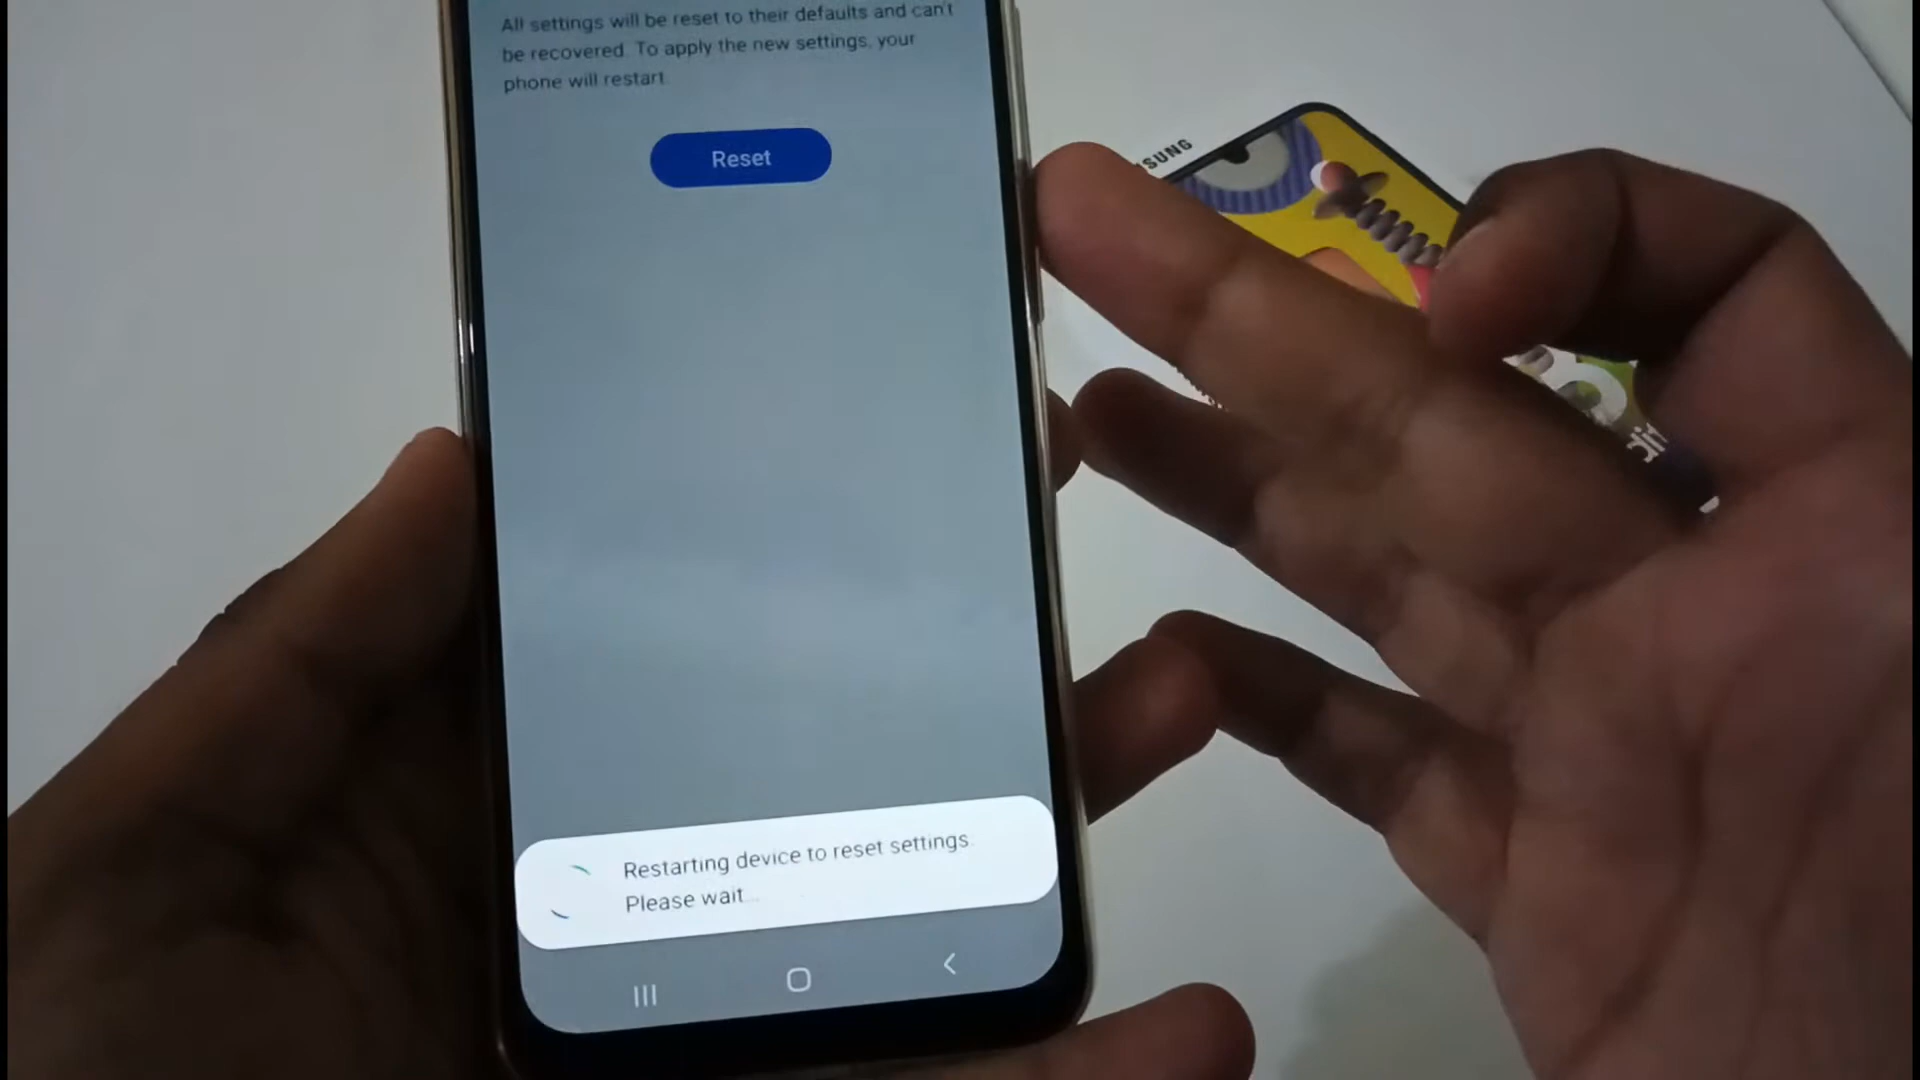 All settings will be reset to their defaults and can't
be recovered. To apply the new settings, your
phone will restart.
Reset
SUNG
Restarting device to reset settings.
Please wait...